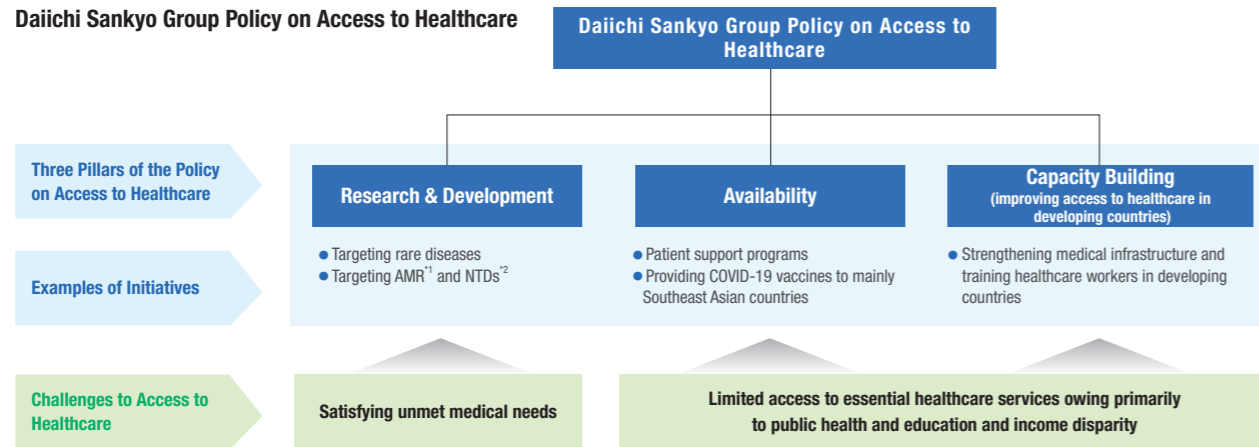 Daiichi Sankyo Group Policy on Access to Healthcare
Daiichi Sankyo Group Policy on Access to
Healthcare
Three Pillars of the Policy
on Access to Healthcare
Research & Development
Availability
Capacity Building
(improving access to healthcare in
developing countries)
Examples of Initiatives
● Targeting rare diseases
● Targeting AMR*1 and NTDs*2
● Patient support programs
● Providing COVID-19 vaccines to mainly
Southeast Asian countries
● Strengthening medical infrastructure and
training healthcare workers in developing
countries
Challenges to Access to
Healthcare
Satisfying unmet medical needs
Limited access to essential healthcare services owing primarily
to public health and education and income disparity